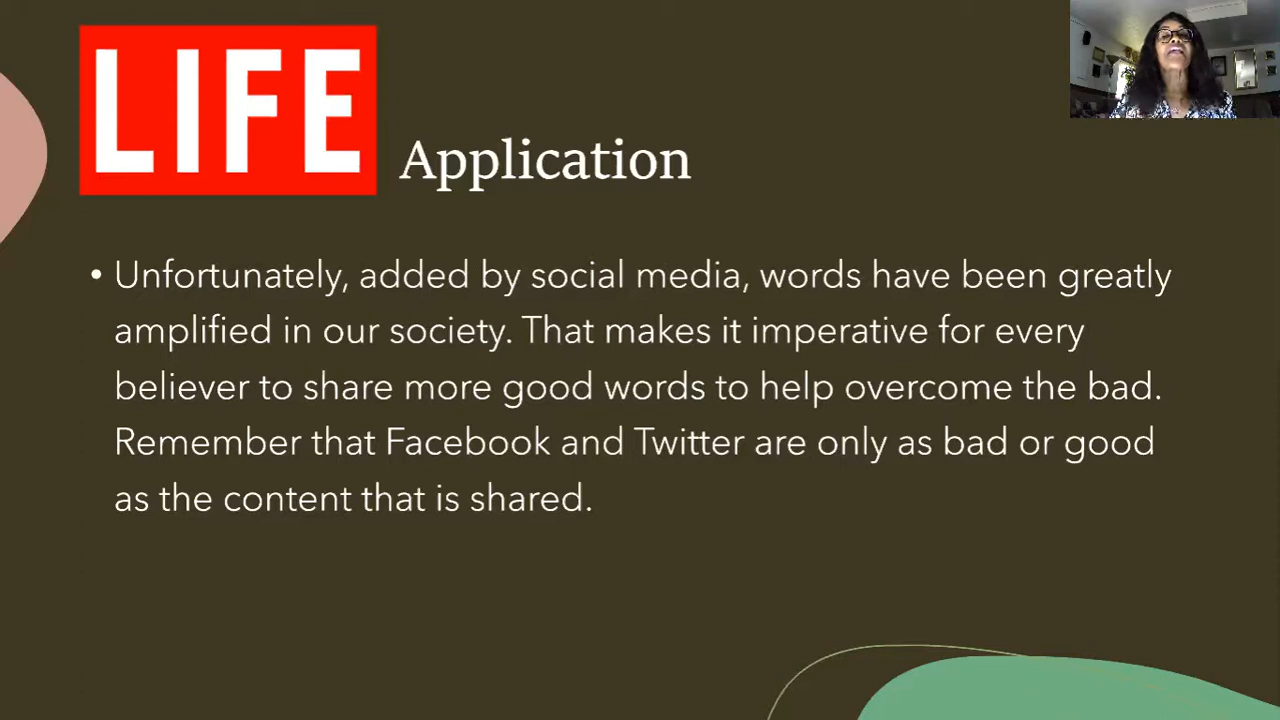 LIFE Application
• Unfortunately, added by social media, words have been greatly
amplified in our society. That makes it imperative for every
believer to share more good words to help overcome the bad.
Remember that Facebook and Twitter are only as bad or good
as the content that is shared.